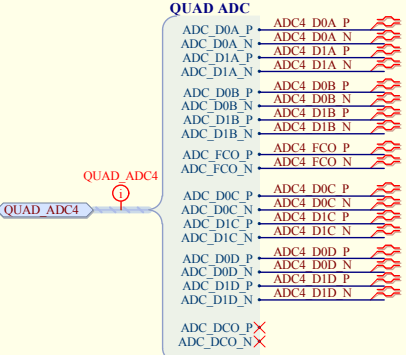 QUAD ADC
ADC_D0A_P ADC4_D0A_P
ADC_D0A_N ADC4_D0A_N
ADC_D1A_P ADC4_D1A_P
ADC_D1A_N ADC4_D1A_N
ADC_D0B_P ADC4_D0B_P
ADC_D0B_N ADC4_D0B_N
ADC_D1B_P ADC4_D1B_P
ADC_D1B_N ADC4_D1B_N
ADC_FCO_P ADC4_FCO_P
ADC_FCO_N ADC4_FCO_N
QUAD_ADC4
i
QUAD_ADC4
ADC_D0C_P ADC4_D0C_P
ADC_D0C_N ADC4_D0C_N
ADC_D1C_P ADC4_D1C_P
ADC_D1C_N ADC4_D1C_N
ADC_D0D_P ADC4_D0D_P
ADC_D0D_N ADC4_D0D_N
ADC_D1D_P ADC4_D1D_P
ADC_D1D_N ADC4_D1D_N
ADC_DCO_P
ADC_DCO_N